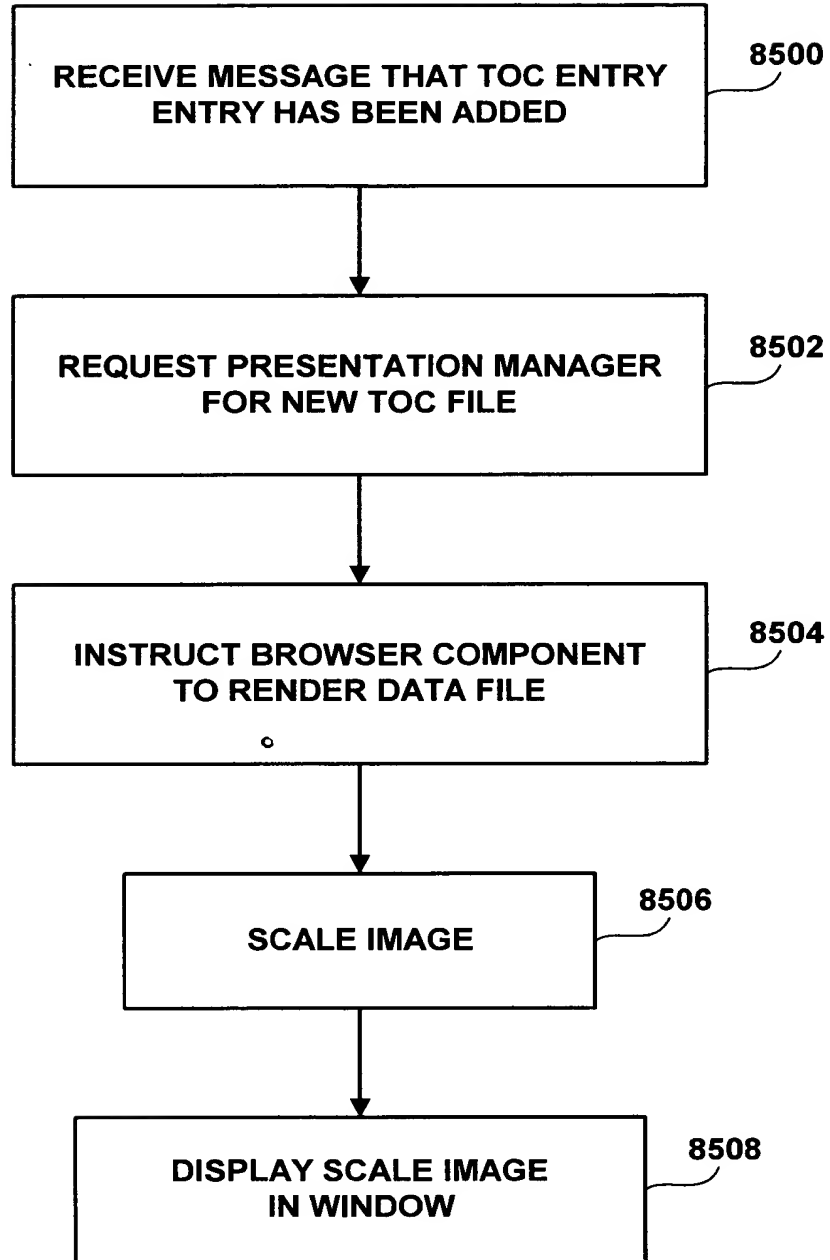 RECEIVE MESSAGE THAT TOC ENTRY
ENTRY HAS BEEN ADDED
8500
REQUEST PRESENTATION MANAGER
FOR NEW TOC FILE
8502
INSTRUCT BROWSER COMPONENT
TO RENDER DATA FILE
8504
SCALE IMAGE
8506
DISPLAY SCALE IMAGE
IN WINDOW
8508